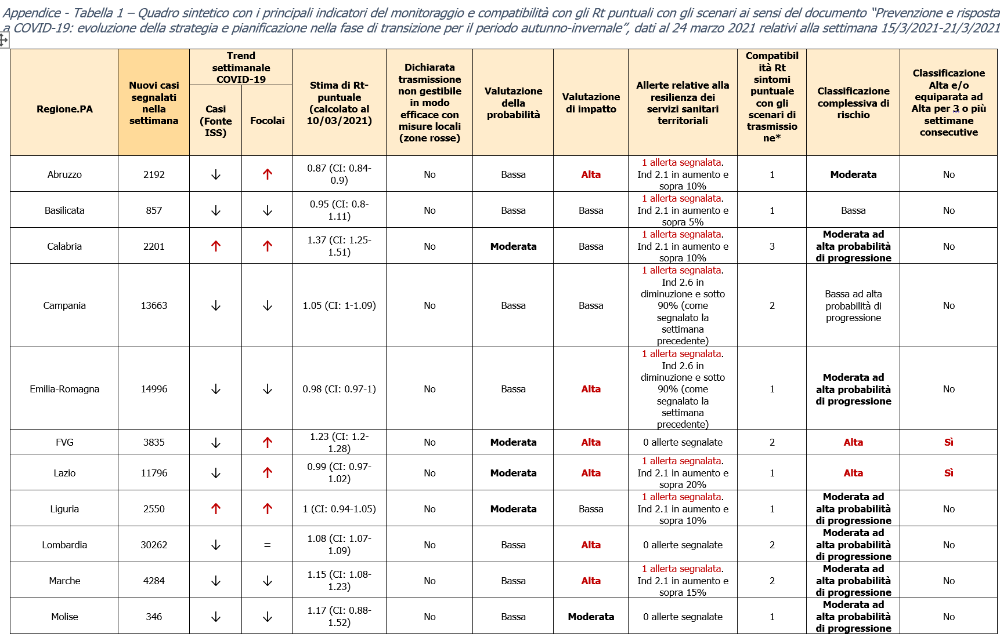 Appendice - Tabella 1 – Quadro sintetico con i principali indicatori del monitoraggio e compatibilità con gli Rt puntuali con gli scenari ai sensi del documento “Prevenzione e risposta
a COVID-19: evoluzione della strategia e pianificazione nella fase di transizione per il periodo autunno-invernale”, dati al 24 marzo 2021 relativi alla settimana 15/3/2021-21/3/2021
Regione.PA
Nuovi casi
segnalati
nella
settimana
Trend
settimanale
COVID-19
Casi
(Fonte
ISS)
Focolai
Stima di Rt-
puntuale
(calcolato al
10/03/2021)
Dichiarata
trasmissione
non gestibile
in modo
efficace con
misure locali
(zone rosse)
Valutazione
della
probabilità
Valutazione
di impatto
Allerte relative alla
resilienza dei
servizi sanitari
territoriali
Compatibil
ità Rt
sintomi
puntuale
con gli
scenari di
trasmissio
ne*
Classificazione
complessiva di
rischio
Classificazione
Alta e/o
equiparata ad
Alta per 3 o più
settimane
consecutive
Abruzzo
2192
↓
↑
0.87 (CI: 0.84-
0.9)
No
Bassa
Alta
1 allerta segnalata.
Ind 2.1 in aumento e
sopra 10%
1
Moderata
No
Basilicata
857
↓
↓
0.95 (CI: 0.8-
1.11)
No
Bassa
Bassa
1 allerta segnalata.
Ind 2.1 in aumento e
sopra 5%
1
Bassa
No
Calabria
2201
↑
↑
1.37 (CI: 1.25-
1.51)
No
Moderata
Bassa
1 allerta segnalata.
Ind 2.1 in aumento e
sopra 10%
3
Moderata ad
alta probabilità
di progressione
No
Campania
13663
↓
↓
1.05 (CI: 1-1.09)
No
Bassa
Bassa
1 allerta segnalata.
Ind 2.6 in
diminuzione e sotto
90% (come
segnalato la
settimana
precedente)
2
Bassa ad alta
probabilità di
progressione
No
Emilia-Romagna
14996
↓
↓
0.98 (CI: 0.97-1)
No
Bassa
Alta
1 allerta segnalata.
Ind 2.6 in
diminuzione e sotto
90% (come
segnalato la
settimana
precedente)
1
Moderata ad
alta probabilità
di progressione
No
FVG
3835
↓
↑
1.23 (CI: 1.2-
1.28)
No
Moderata
Alta
0 allerte segnalate
2
Alta
Sì
Lazio
11796
↓
↑
0.99 (CI: 0.97-
1.02)
No
Moderata
Alta
1 allerta segnalata.
Ind 2.1 in aumento e
sopra 20%
1
Alta
Sì
Liguria
2550
↑
↑
1 (CI: 0.94-1.05)
No
Moderata
Bassa
1 allerta segnalata.
Ind 2.1 in aumento e
sopra 10%
1
Moderata ad
alta probabilità
di progressione
No
Lombardia
30262
↓
=
1.08 (CI: 1.07-
1.09)
No
Bassa
Alta
0 allerte segnalate
2
Moderata ad
alta probabilità
di progressione
No
Marche
4284
↓
↓
1.15 (CI: 1.08-
1.23)
No
Bassa
Alta
1 allerta segnalata.
Ind 2.1 in aumento e
sopra 15%
2
Moderata ad
alta probabilità
di progressione
No
Molise
346
↓
↓
1.17 (CI: 0.88-
1.52)
No
Bassa
Moderata
0 allerte segnalate
1
Moderata ad
alta probabilità
di progressione
No